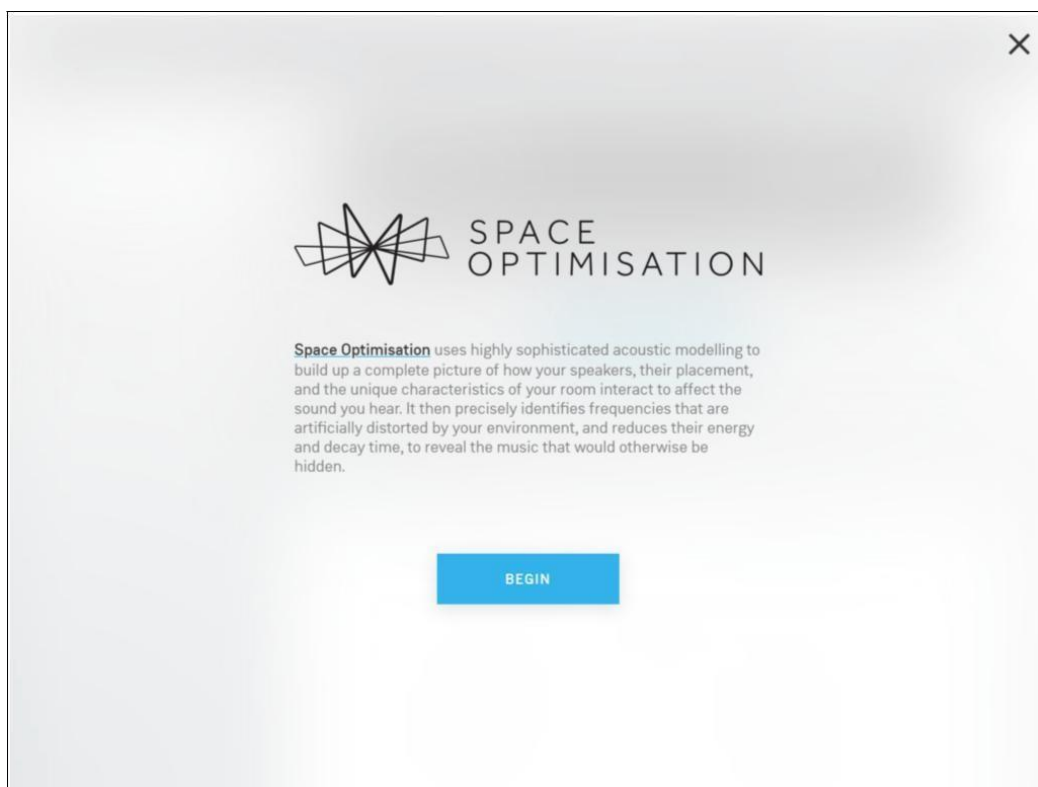 SPACE
OPTIMISATION
Space Optimisation uses highly sophisticated acoustic modelling to
build up a complete picture of how your speakers, their placement,
and the unique characteristics of your room interact to affect the
sound you hear. It then precisely identifies frequencies that are
artificially distorted by your environment, and reduces their energy
and decay time, to reveal the music that would otherwise be
hidden.
BEGIN